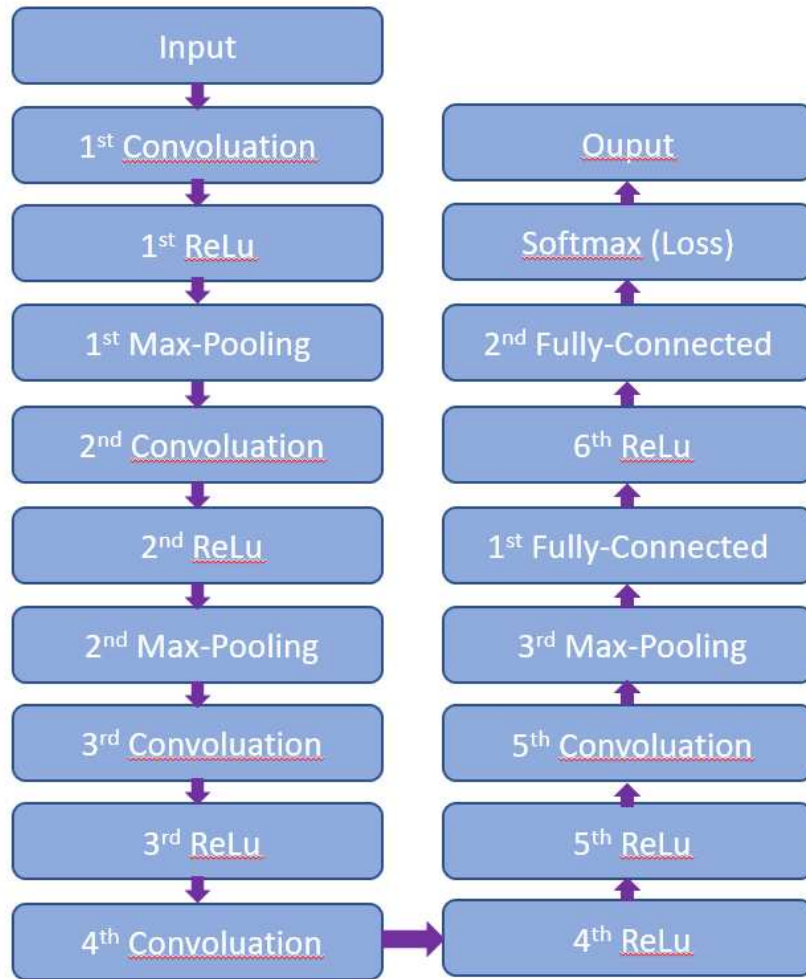 Input
1st Convoluation
1st ReLu
1st Max-Pooling
2nd Convoluation
2nd ReLu
2nd Max-Pooling
3rd Convoluation
3rd ReLu
4th Convoluation
4th ReLu
5th ReLu
5th Convoluation
3rd Max-Pooling
1st Fully-Connected
6th ReLu
2nd Fully-Connected
Softmax (Loss)
Ouput